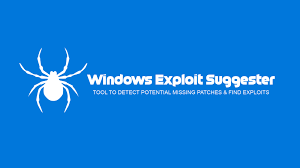 Windows Exploit Suggester
TOOL TO DETECT POTENTIAL MISSING PATCHES & FIND EXPLOITS